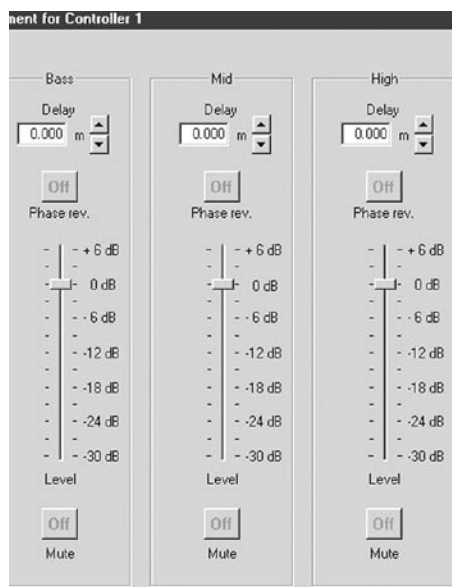 ment for Controller 1
Bass
Delay
0.000 m
Off
Phase rev.
+ 6 dB
0 dB
- 6 dB
-12 dB
-18 dB
-24 dB
-30 dB
Level
Off
Mute
Mid
Delay
0.000 m
Off
Phase rev.
+ 6 dB
0 dB
- 6 dB
-12 dB
-18 dB
-24 dB
-30 dB
Level
Off
Mute
High
Delay
0.000 m
Off
Phase rev.
+ 6 dB
0 dB
- 6 dB
-12 dB
-18 dB
-24 dB
-30 dB
Level
Off
Mute